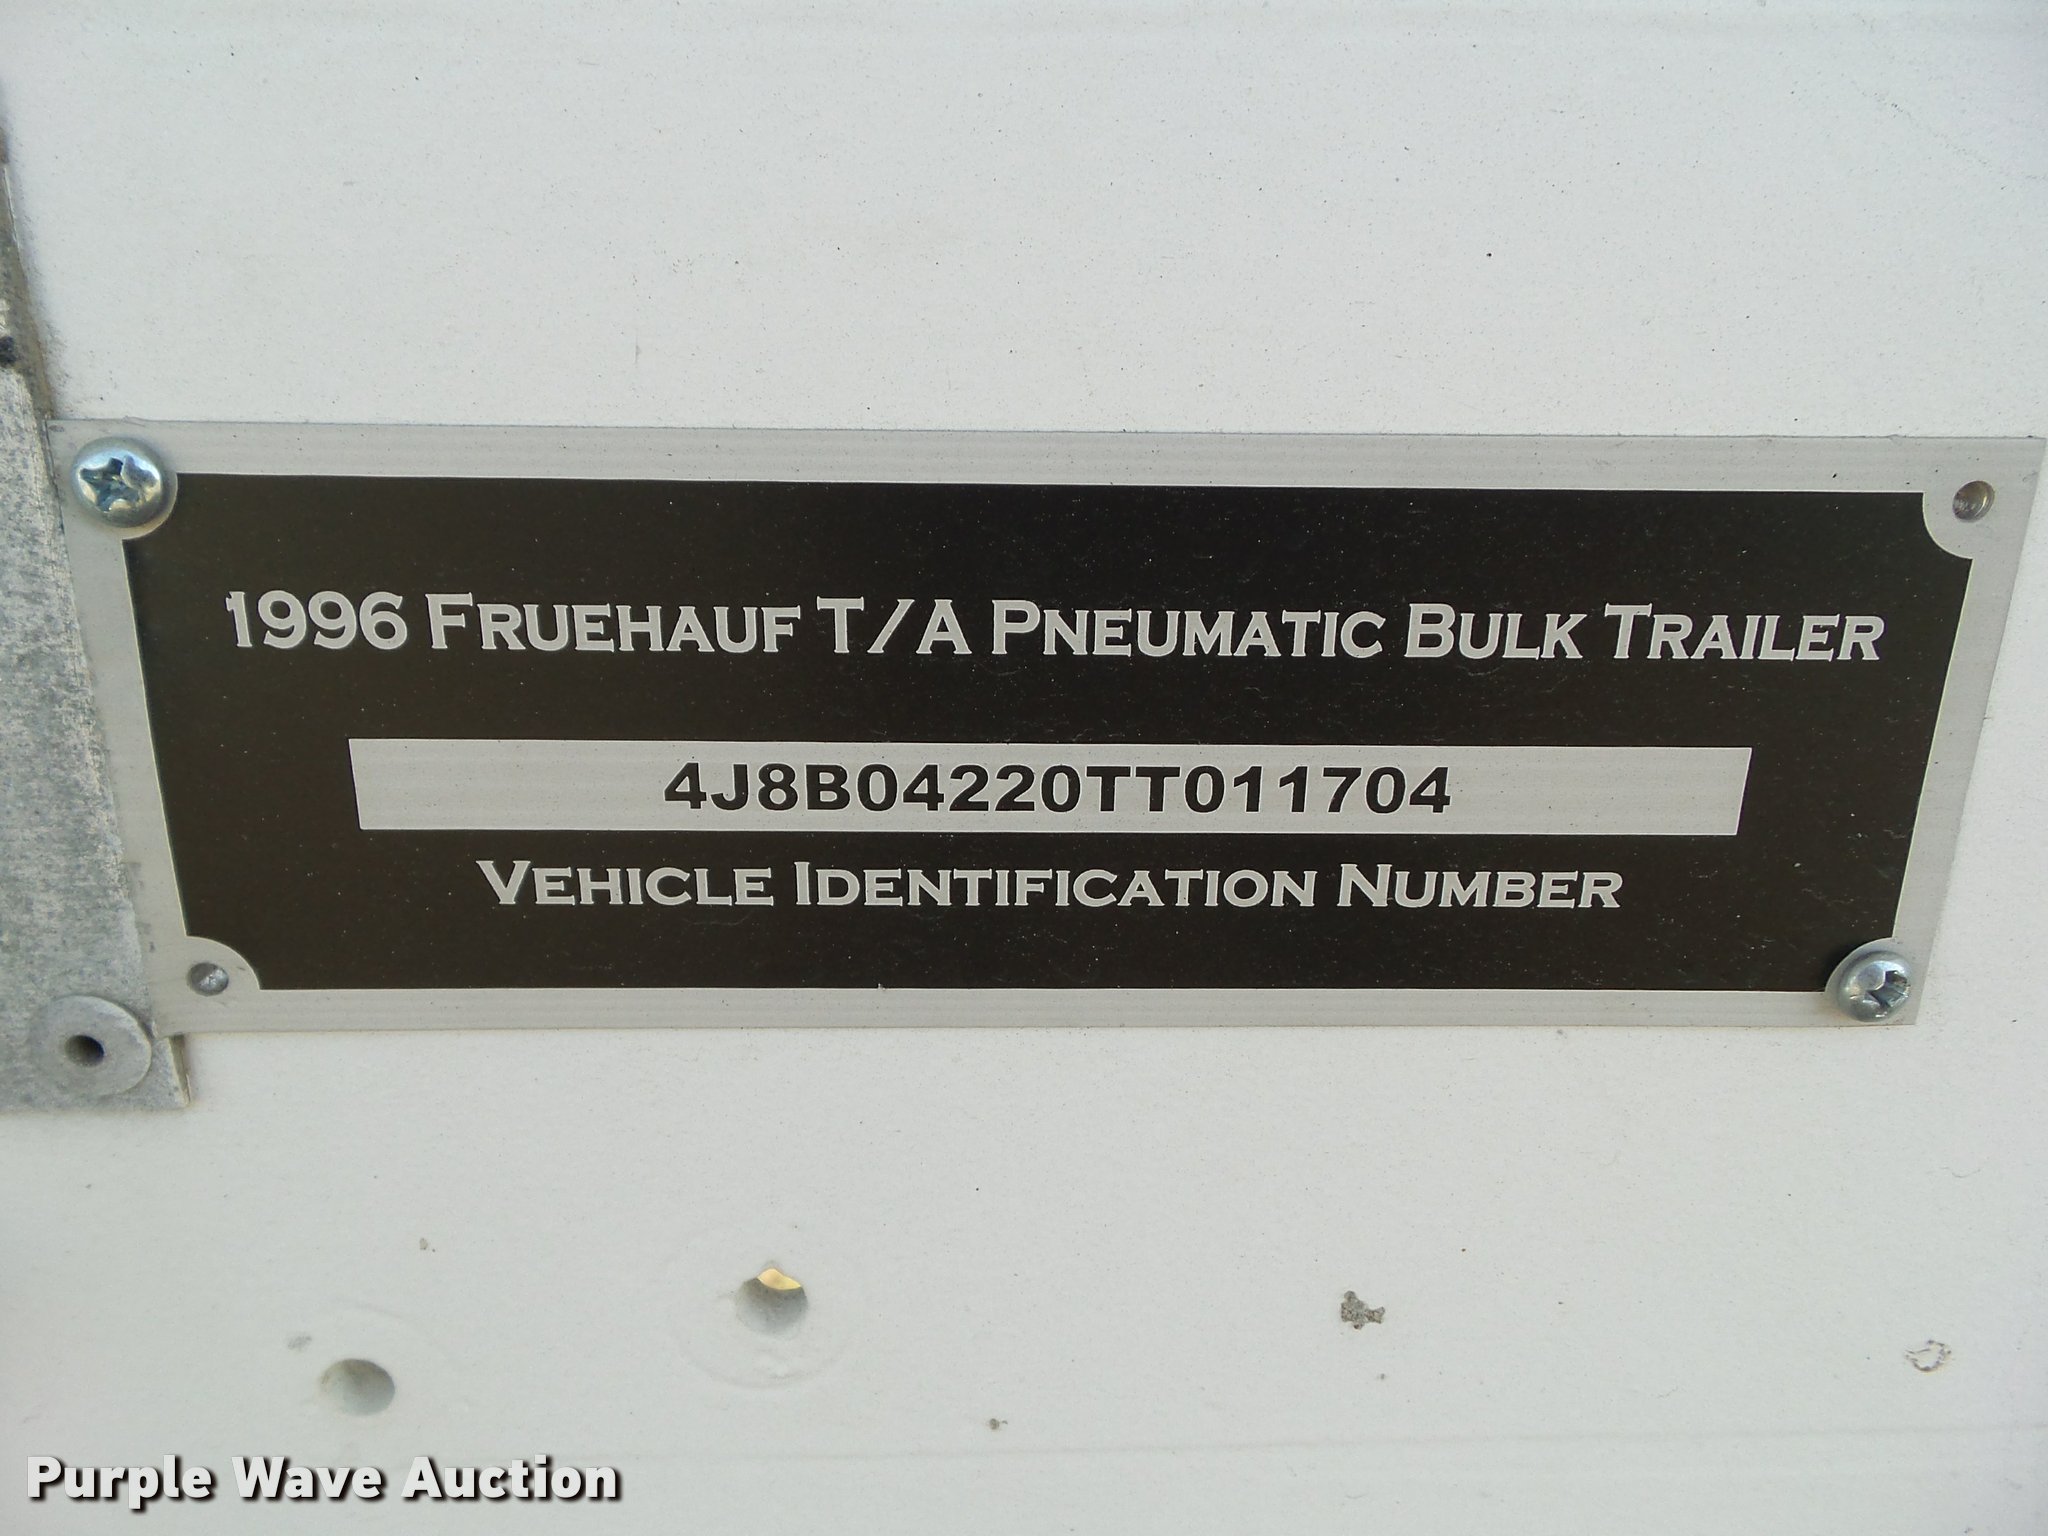 1996 FRUEHAUF T/A PNEUMATIC BULK TRAILER
4J8B04220TT011704
VEHICLE IDENTIFICATION NUMBER
Purple Wave Auction